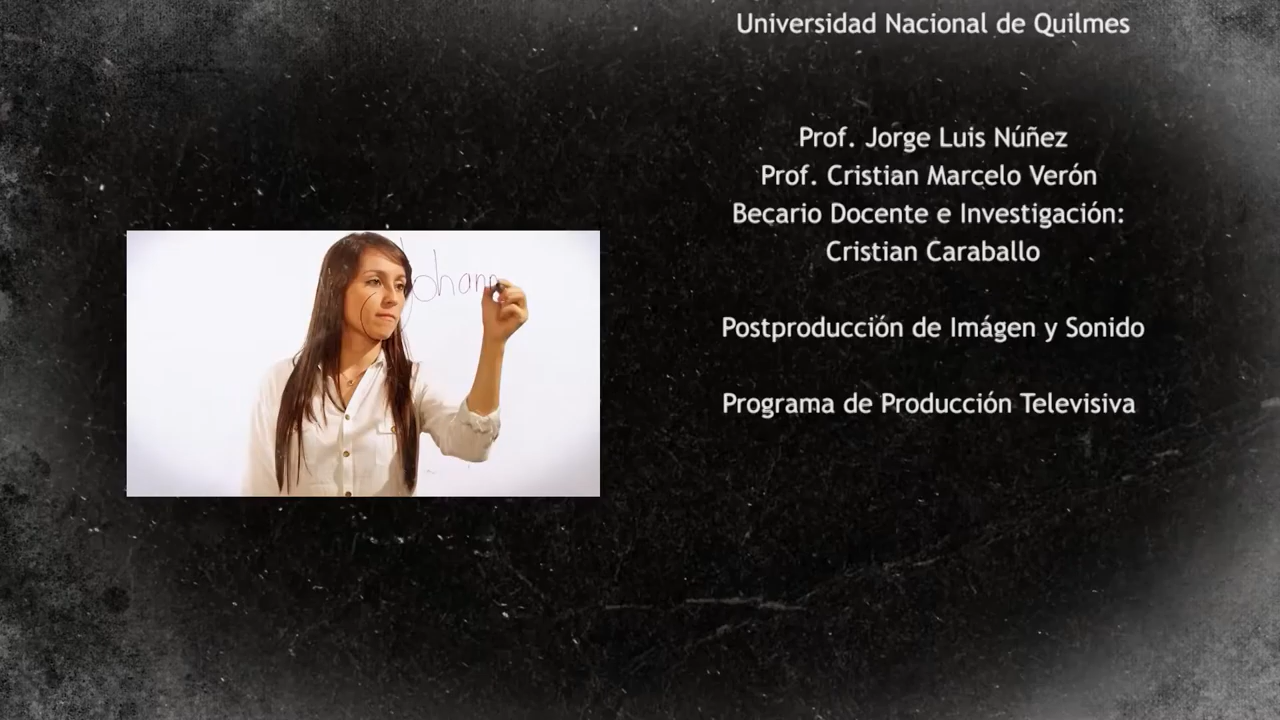 Universidad Nacional de Quilmes
Prof. Jorge Luis Núñez
Prof. Cristian Marcelo Verón
Becario Docente e Investigación:
Cristian Caraballo
Postproducción de Imágen y Sonido
Programa de Producción Televisiva
Johann